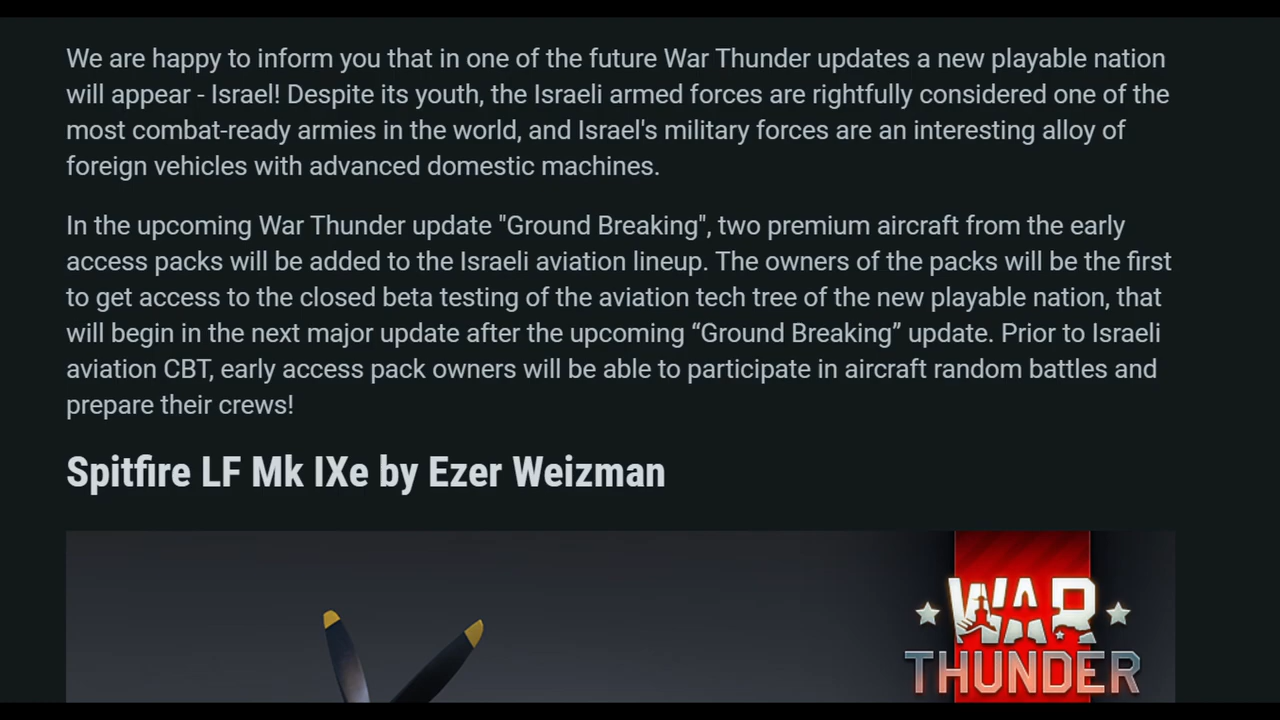 We are happy to inform you that in one of the future War Thunder updates a new playable nation
will appear - Israel! Despite its youth, the Israeli armed forces are rightfully considered one of the
most combat-ready armies in the world, and Israel's military forces are an interesting alloy of
foreign vehicles with advanced domestic machines.
In the upcoming War Thunder update "Ground Breaking", two premium aircraft from the early
access packs will be added to the Israeli aviation lineup. The owners of the packs will be the first
to get access to the closed beta testing of the aviation tech tree of the new playable nation, that
will begin in the next major update after the upcoming “Ground Breaking” update. Prior to Israeli
aviation CBT, early access pack owners will be able to participate in aircraft random battles and
prepare their crews!
Spitfire LF Mk IXe by Ezer Weizman
WAR
THUNDER